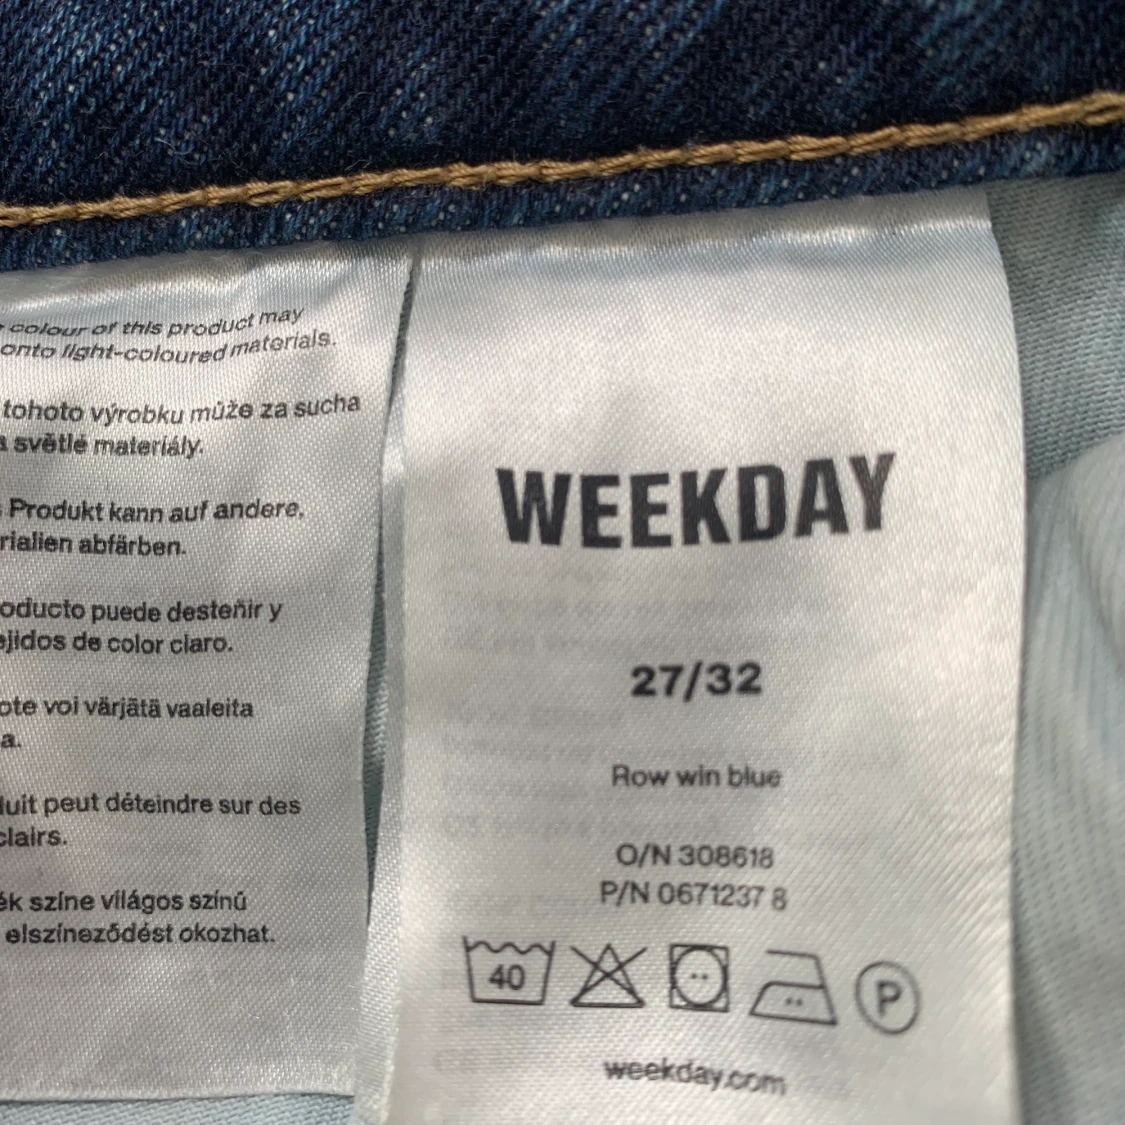 colour of this product may
onto light-coloured materials.
tohoto výrobku může za sucha
světlé materiály.
Produkt kann auf andere,
rialien abfärben.
oducto puede desteñir y
ejidos de color claro.
ote voi värjätä vaaleita
a.
luit peut déteindre sur des
clairs.
ék színe világos színű
elszíneződést okozhat.
WEEKDAY
27/32
Row win blue
O/N 308618
P/N 0671237 8
40
P
weekday.com